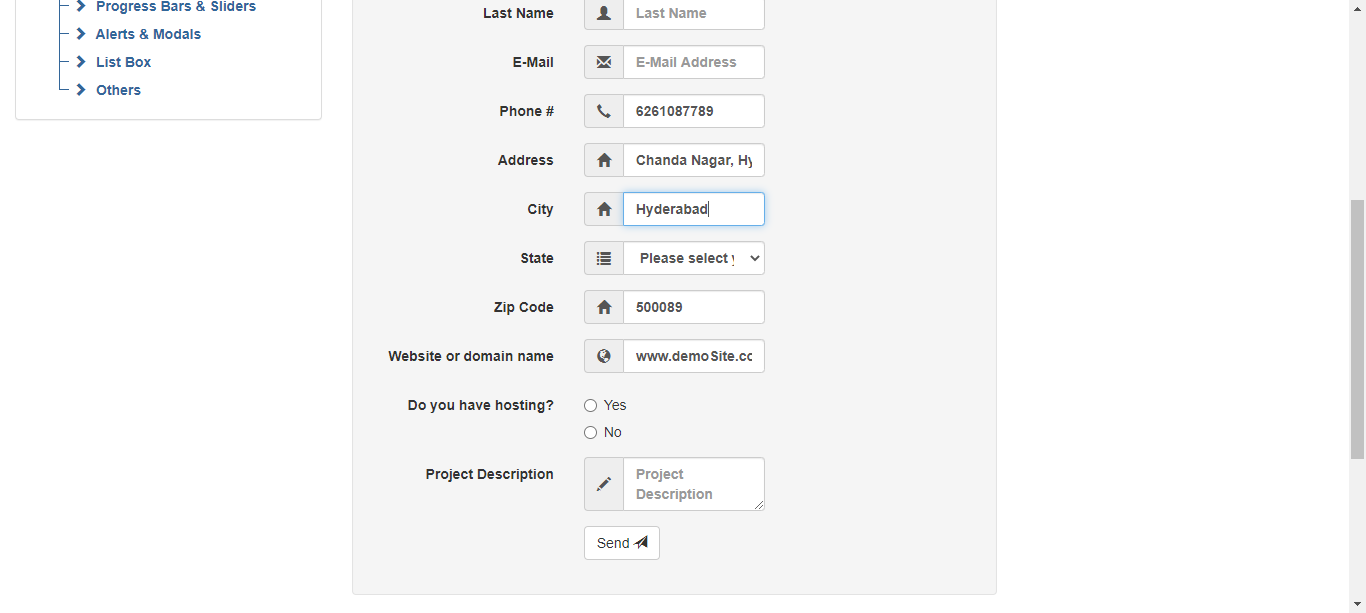 Progress Bars & Sliders
Alerts & Modals
List Box
Others
Last Name
Last Name
E-Mail
E-Mail Address
Phone #
6261087789
Address
Chanda Nagar, Hy
City
Hyderabad
State
Please select y
Zip Code
500089
Website or domain name
www.demoSite.cc
Do you have hosting?
Yes
No
Project Description
Project
Description
Send